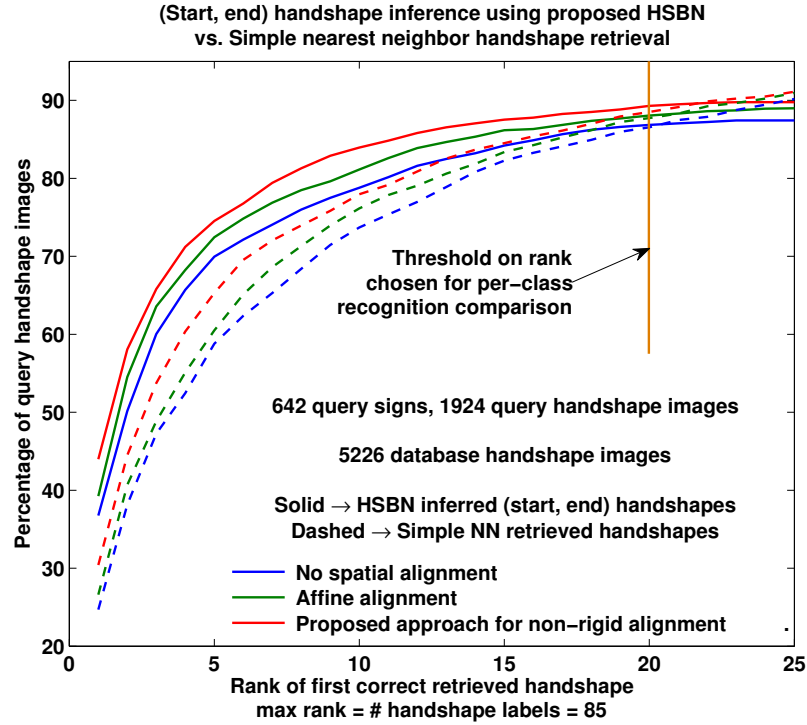 (Start, end) handshape inference using proposed HSBN
vs. Simple nearest neighbor handshape retrieval
Percentage of query handshape images
90
80
70
60
50
40
30
20
Threshold on rank
chosen for per−class
recognition comparison
642 query signs, 1924 query handshape images
5226 database handshape images
Solid → HSBN inferred (start, end) handshapes
Dashed → Simple NN retrieved handshapes
No spatial alignment
Affine alignment
Proposed approach for non−rigid alignment .
0 5 10 15 20 25
Rank of first correct retrieved handshape
max rank = # handshape labels = 85